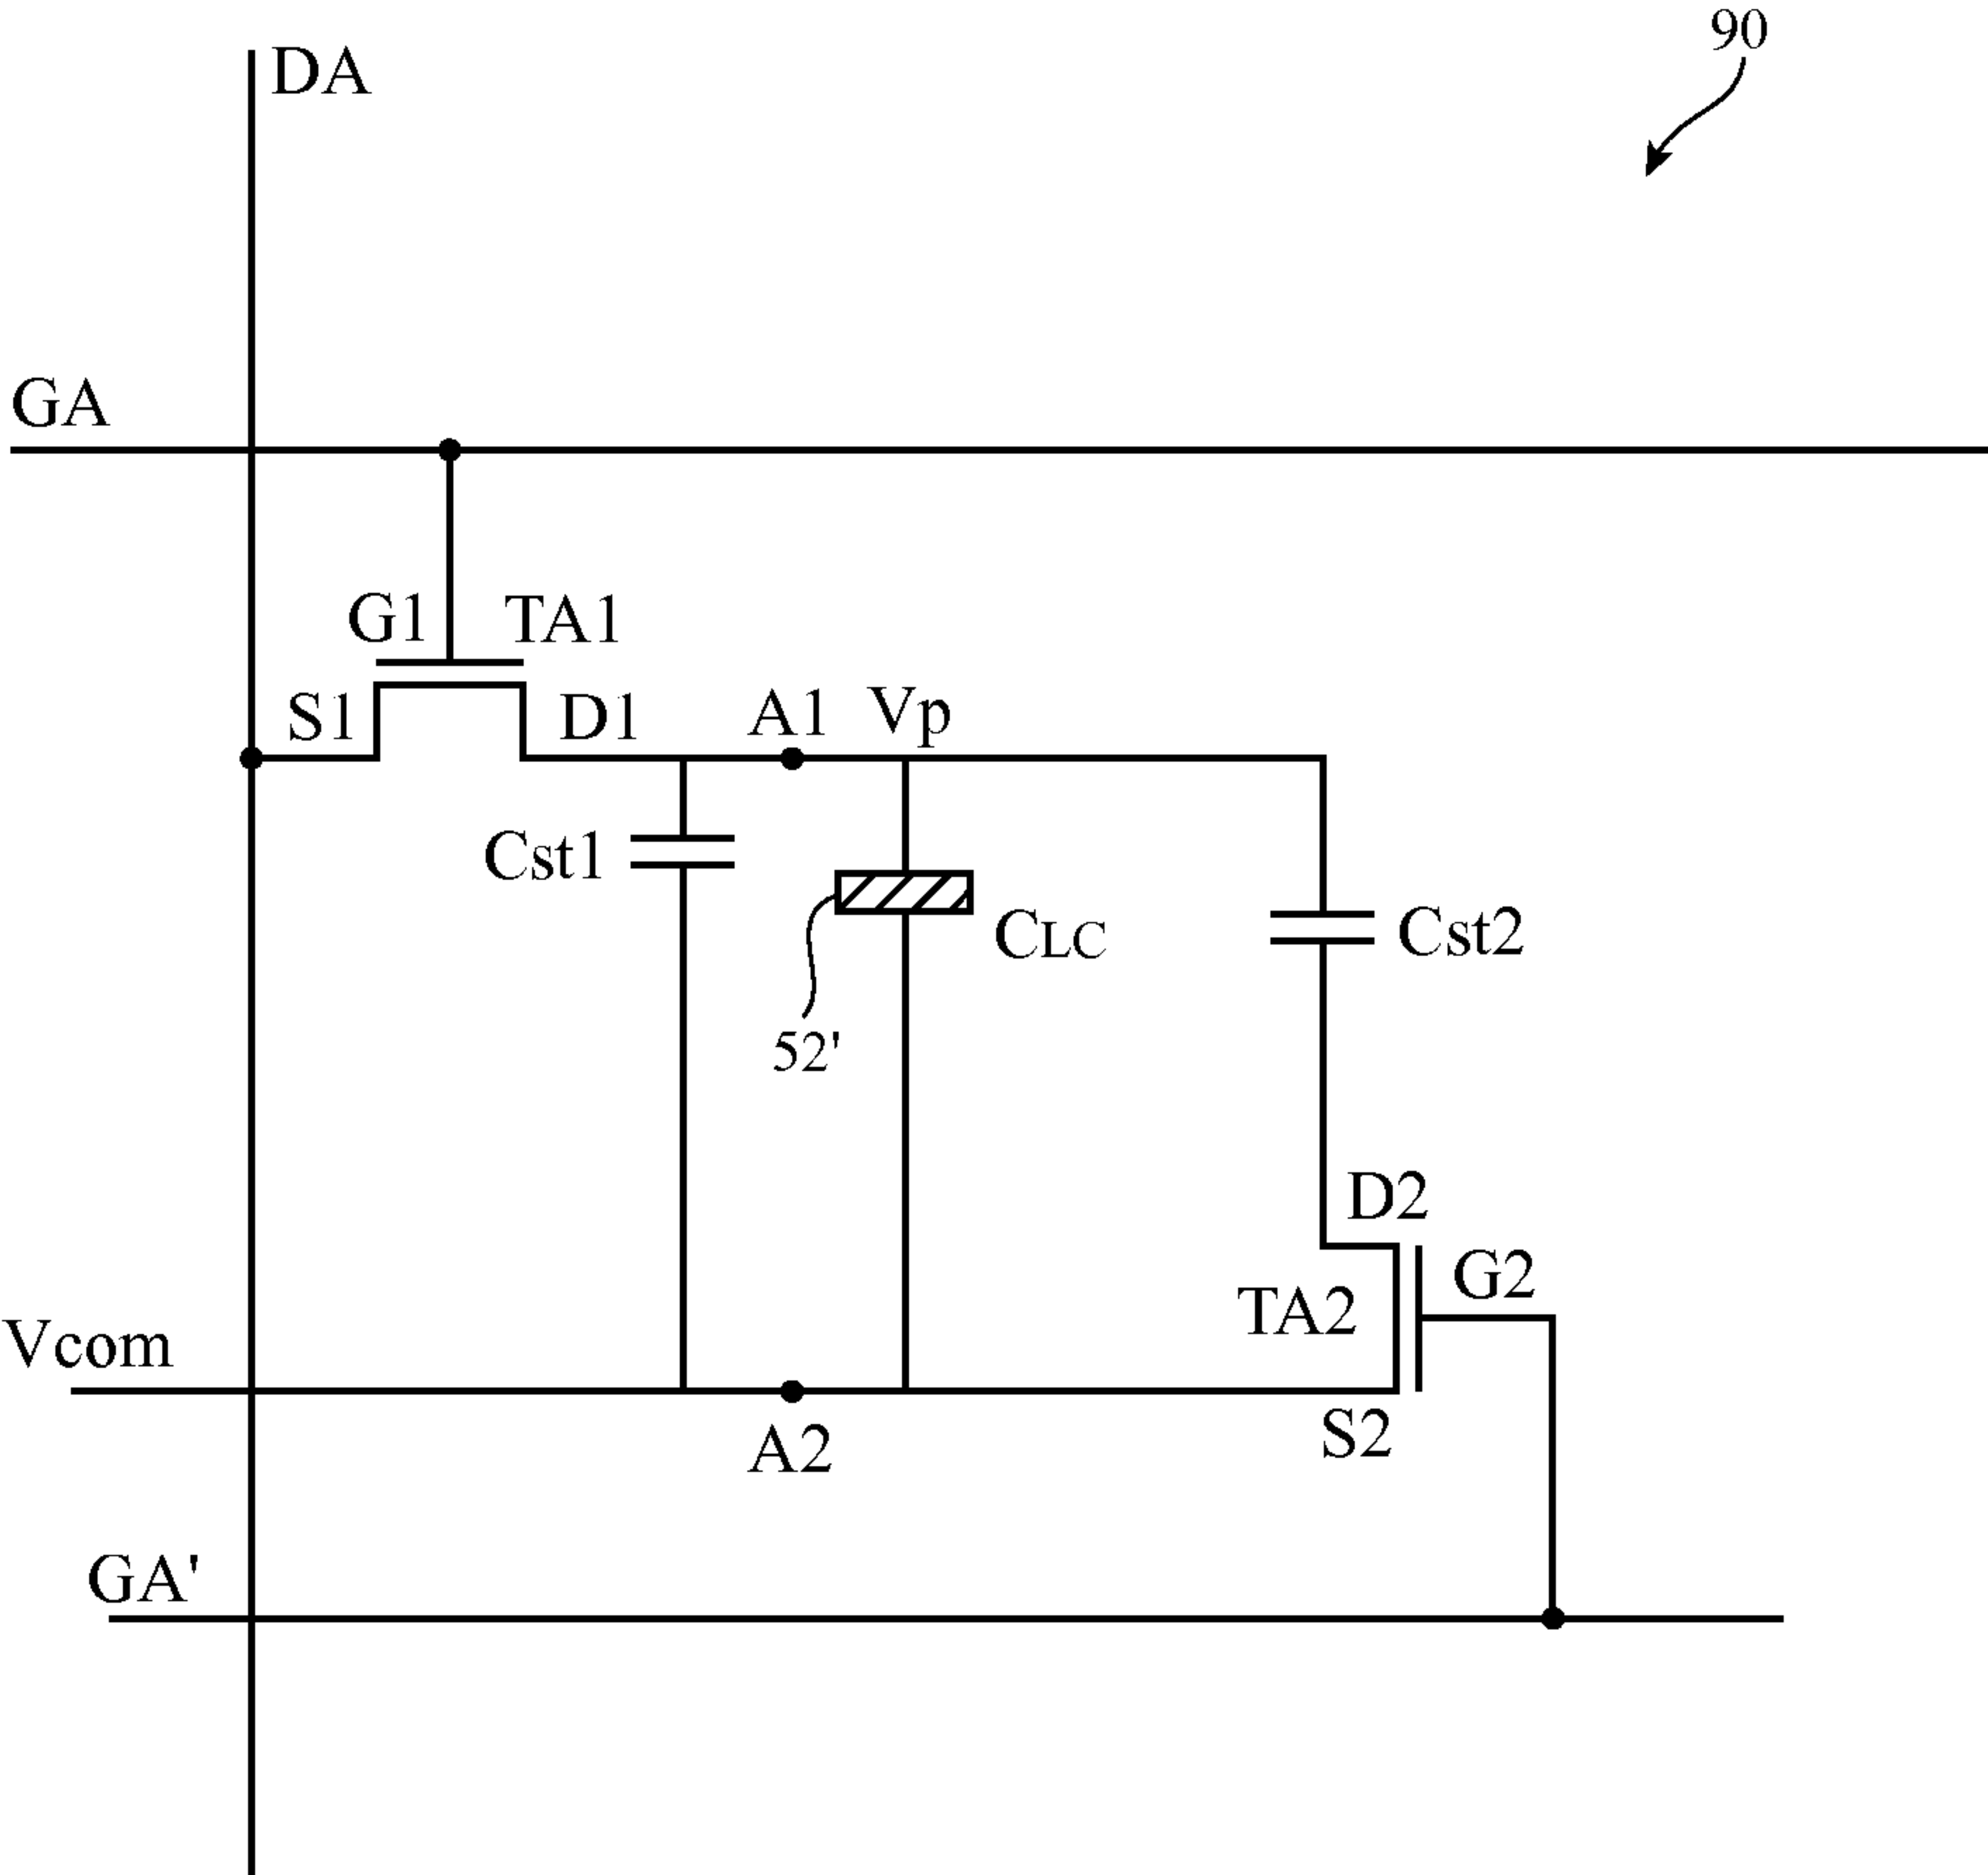 90
DA
GA
G1 TA1
S1 D1 A1 Vp
Cst1
CLC Cst2
52'
D2
G2
TA2
Vcom
S2
A2
GA'